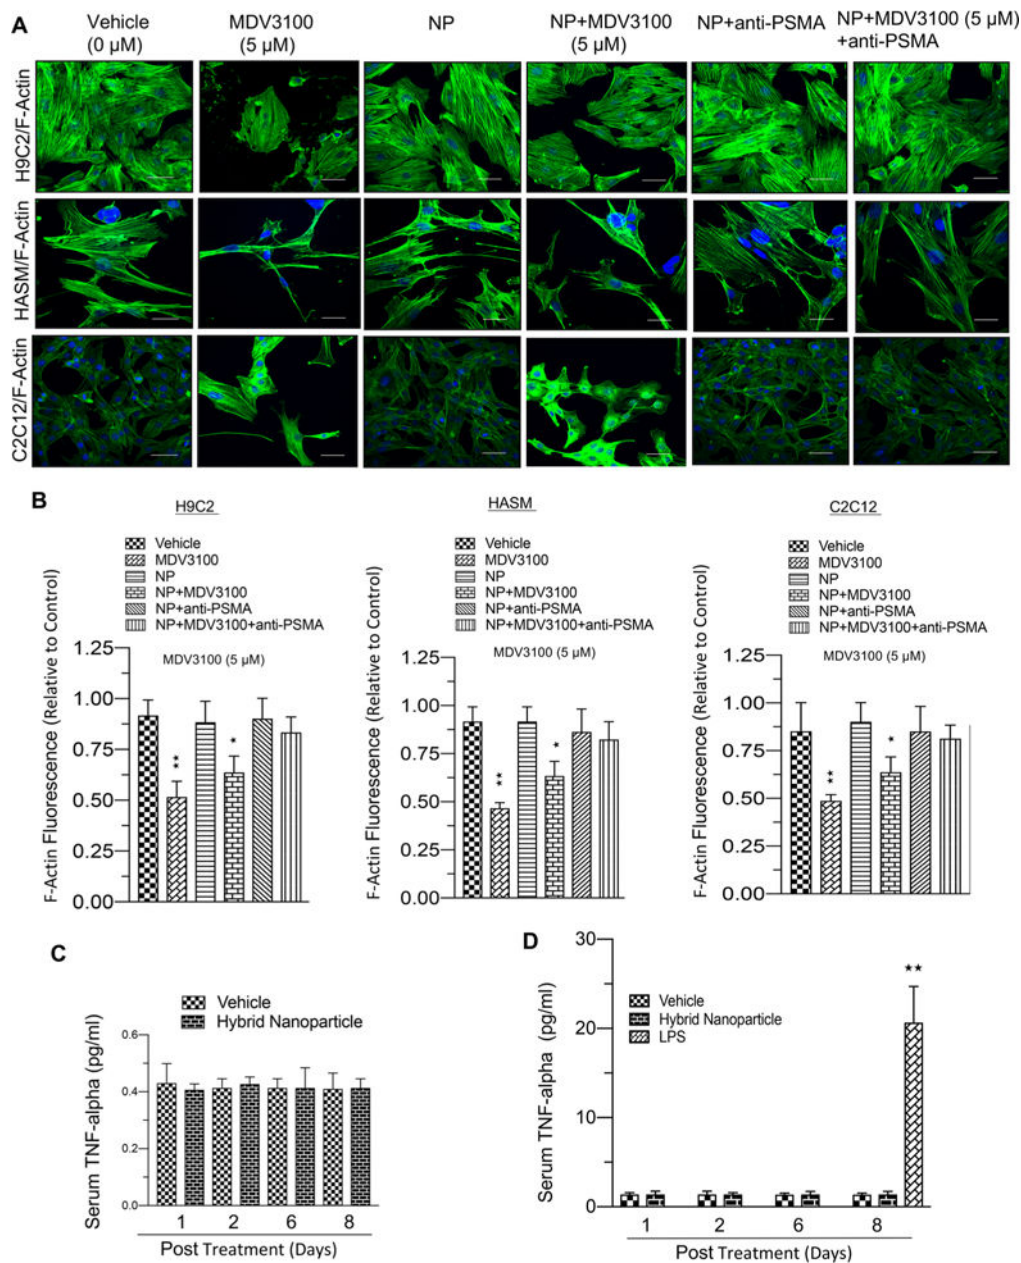 A
Vehicle
(0 μM)
MDV3100
(5 μM)
NP
NP+MDV3100
(5 μM)
NP+anti-PSMA
NP+MDV3100 (5 μM)
+anti-PSMA
H9C2/F-Actin
HASM/F-Actin
C2C12/F-Actin
B
H9C2
Vehicle
MDV3100
NP
NP+MDV3100
NP+anti-PSMA
NP+MDV3100+anti-PSMA
MDV3100 (5 μM)
F-Actin Fluorescence (Relative to Control)
1.25
1.00
0.75
0.50
0.25
0.00
★★
★
HASM
Vehicle
MDV3100
NP
NP+MDV3100
NP+anti-PSMA
NP+MDV3100+anti-PSMA
MDV3100 (5 μM)
F-Actin Fluorescence (Relative to Control)
1.25
1.00
0.75
0.50
0.25
0.00
★★
★
C2C12
Vehicle
MDV3100
NP
NP+MDV3100
NP+anti-PSMA
NP+MDV3100+anti-PSMA
MDV3100 (5 μM)
F-Actin Fluorescence (Relative to Control)
1.25
1.00
0.75
0.50
0.25
0.00
★★
★
C
Vehicle
Hybrid Nanoparticle
Serum TNF-alpha (pg/ml)
0.6
0.4
0.2
0.0
1 2 6 8
Post Treatment (Days)
D
Vehicle
Hybrid Nanoparticle
LPS
Serum TNF-alpha (pg/ml)
30
20
10
0
★★
1 2 6 8
Post Treatment (Days)